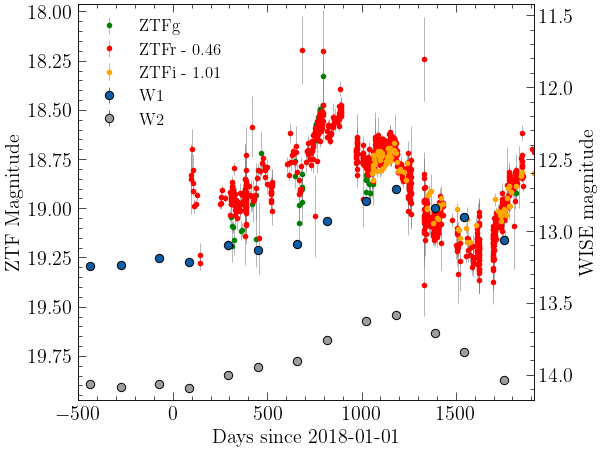 18.00
18.25
18.50
18.75
19.00
19.25
19.50
19.75
ZTF Magnitude
ZTFg
ZTFr - 0.46
ZTFi - 1.01
W1
W2
11.5
12.0
12.5
13.0
13.5
14.0
WISE magnitude
−500 0 500 1000 1500
Days since 2018-01-01